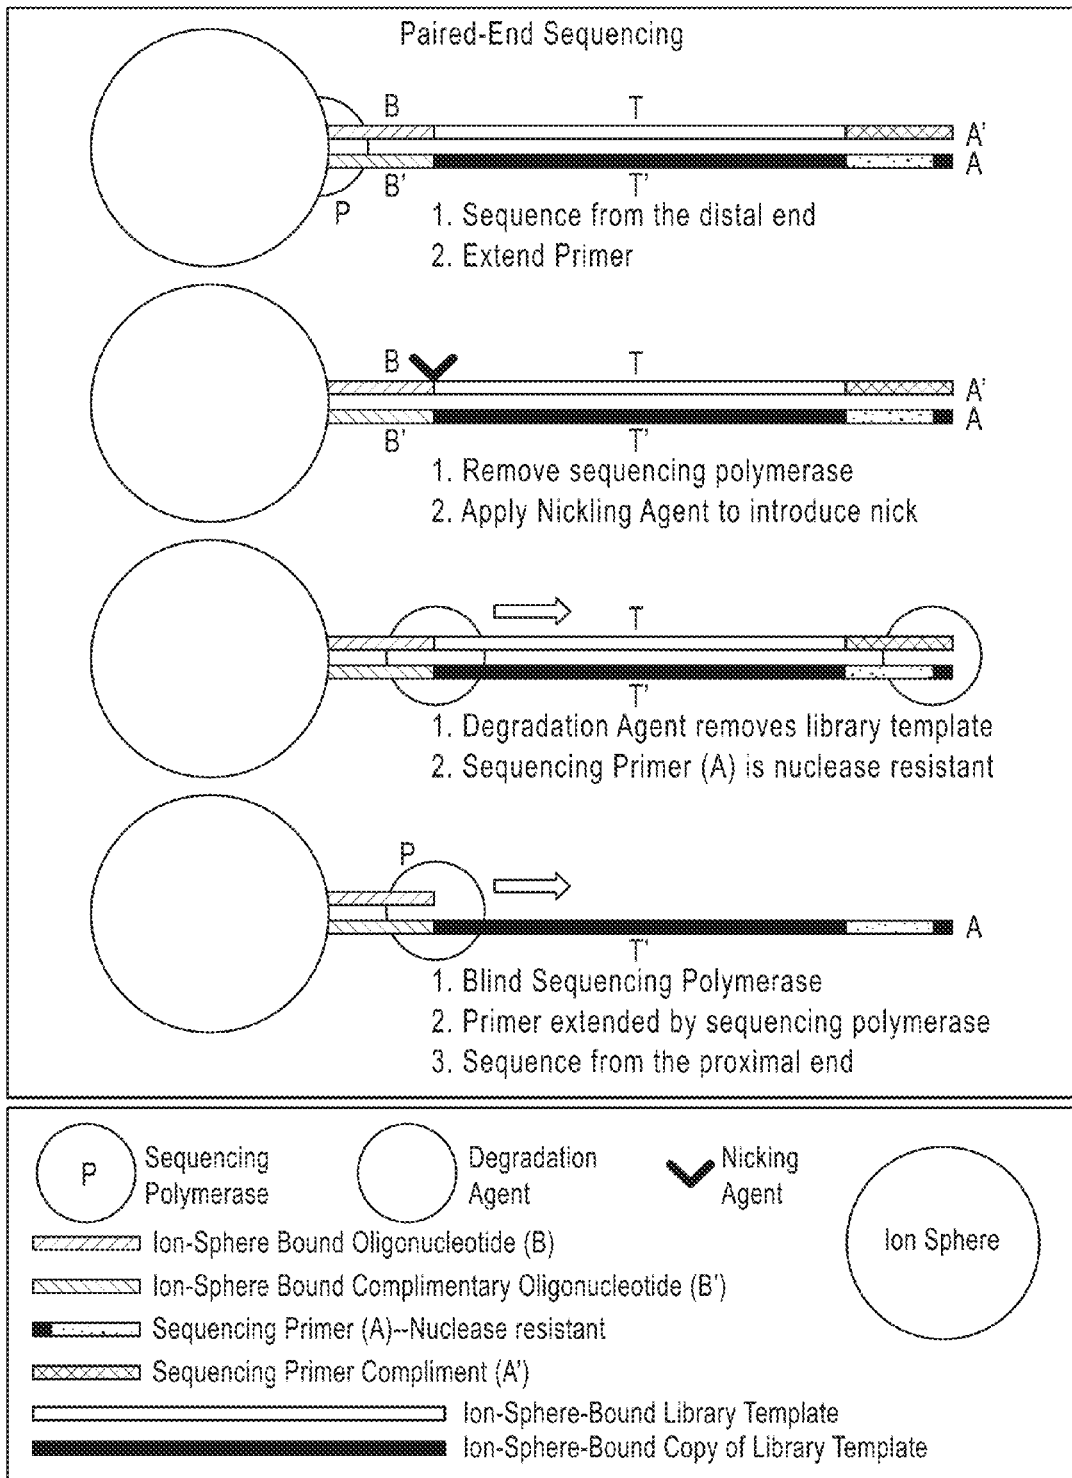 Paired-End Sequencing
B
T
A'
A
B'
T'
P
1. Sequence from the distal end
2. Extend Primer
B
T
A'
A
B'
T'
1. Remove sequencing polymerase
2. Apply Nickling Agent to introduce nick
T
T'
1. Degradation Agent removes library template
2. Sequencing Primer (A) is nuclease resistant
P
A
T'
1. Blind Sequencing Polymerase
2. Primer extended by sequencing polymerase
3. Sequence from the proximal end
P
Sequencing
Polymerase
Degradation
Agent
Nicking
Agent
Ion Sphere
Ion-Sphere Bound Oligonucleotide (B)
Ion-Sphere Bound Complimentary Oligonucleotide (B')
Sequencing Primer (A)--Nuclease resistant
Sequencing Primer Compliment (A')
Ion-Sphere-Bound Library Template
Ion-Sphere-Bound Copy of Library Template